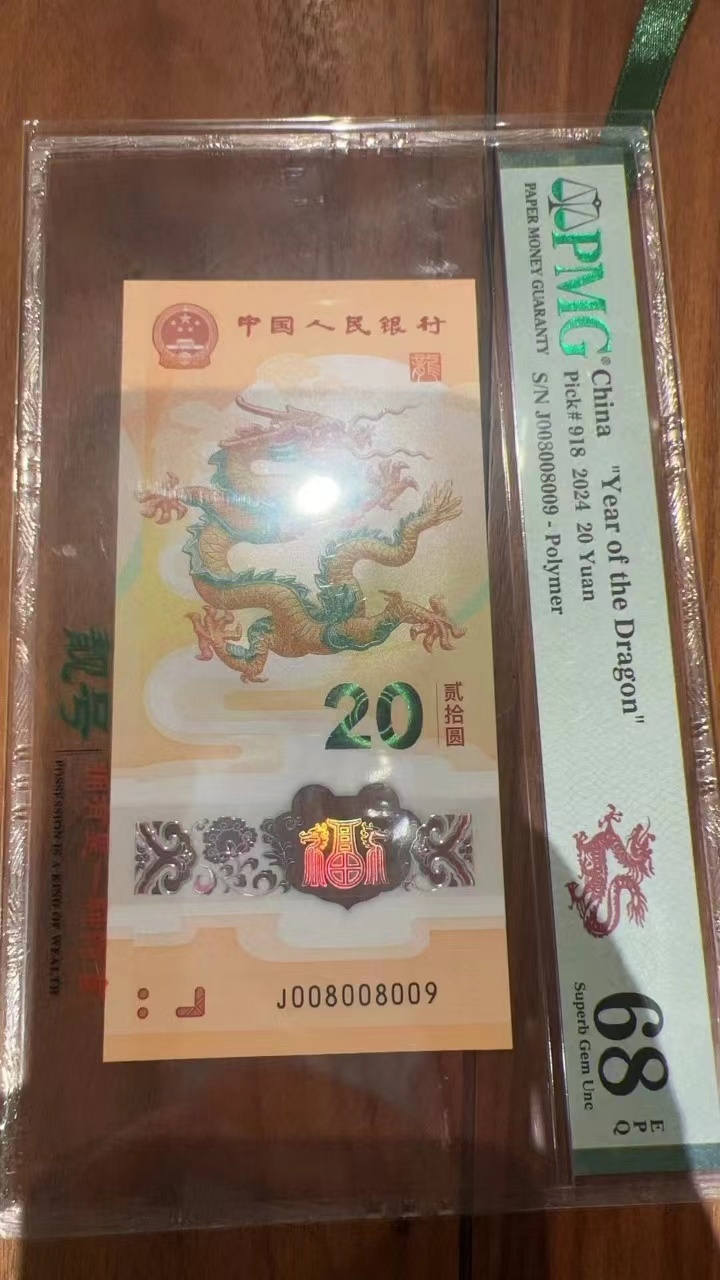 中国人民银行
龍
20
贰拾圆
J008008009
PMG®
PAPER MONEY GUARANTY
China "Year of the Dragon"
Pick# 918 2024 20 Yuan
S/N J008008009 - Polymer
68 EPQ
Superb Gem Unc
靓号
POSSESSION IS A KIND OF WEALTH